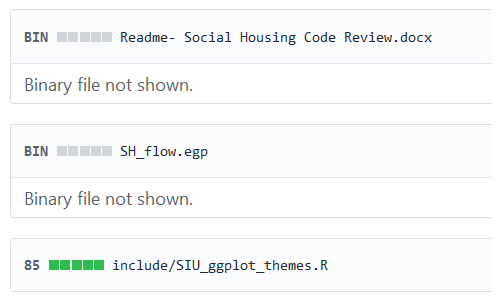 BIN Readme- Social Housing Code Review.docx
Binary file not shown.
BIN SH_flow.egp
Binary file not shown.
85 include/SIU_ggplot_themes.R